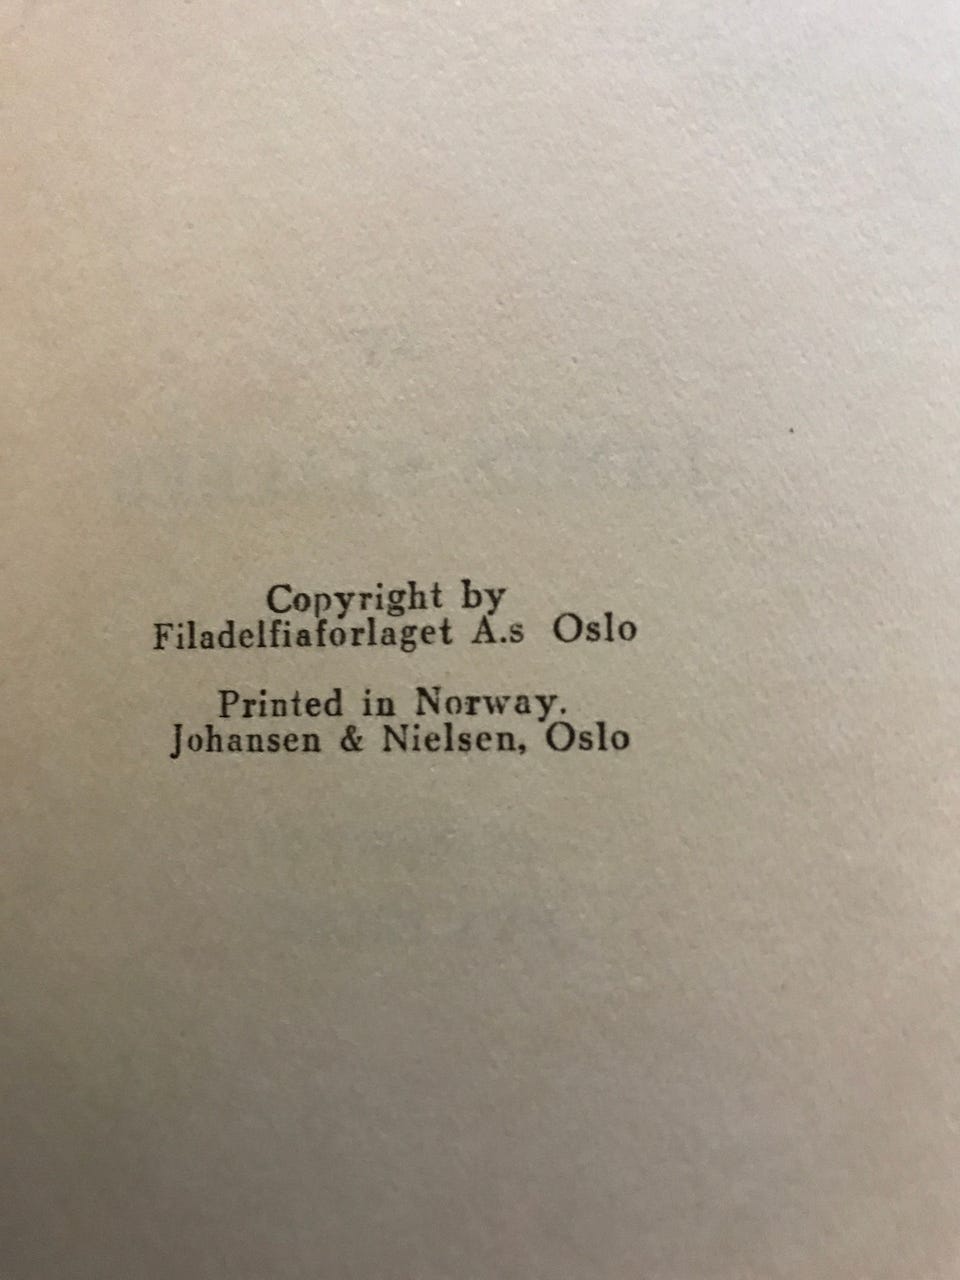 Copyright by
Filadelfiaforlaget A.s Oslo
Printed in Norway.
Johansen & Nielsen, Oslo